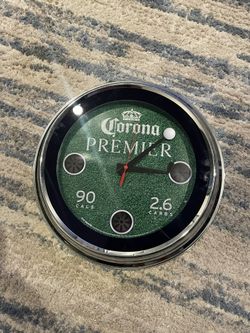 Corona
PREMIER
90 2.6
CALS CARBS